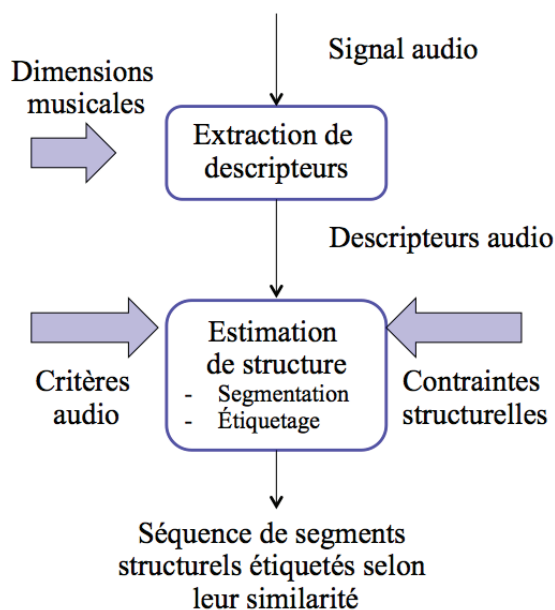 Signal audio
Dimensions
musicales
Extraction de
descripteurs
Descripteurs audio
Estimation
de structure
- Segmentation
- Étiquetage
Critères
audio
Contraintes
structurelles
Séquence de segments
structurels étiquetés selon
leur similarité